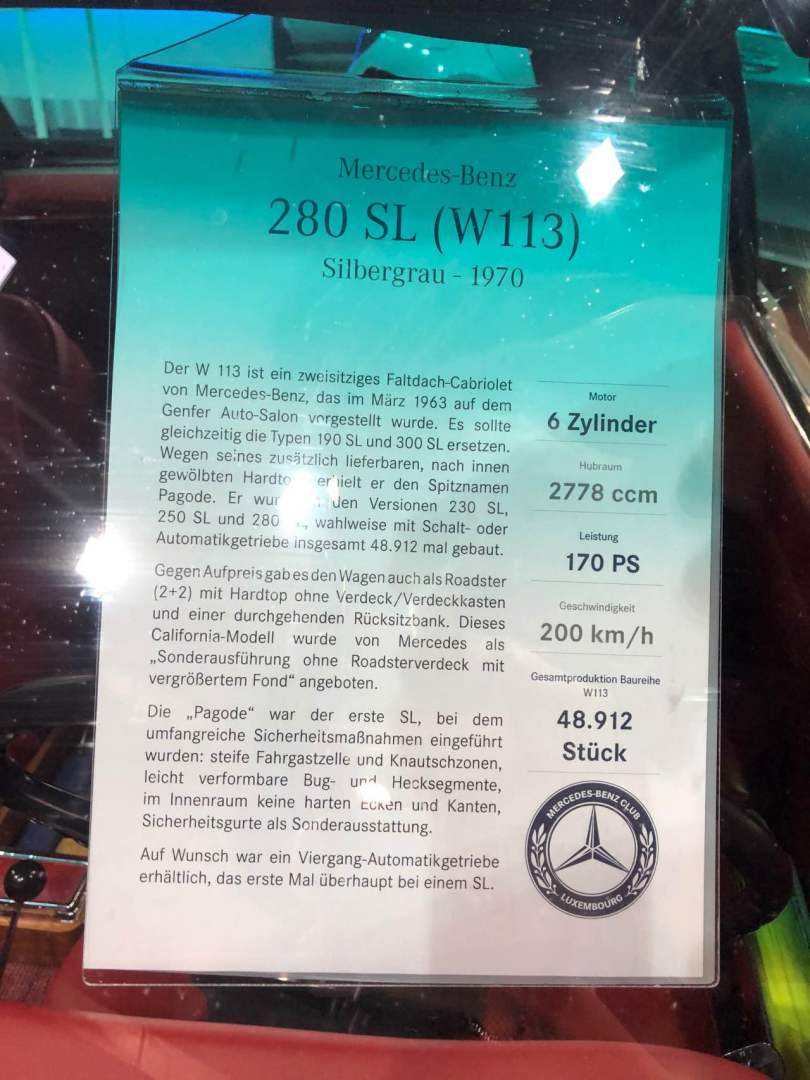 Mercedes-Benz
280 SL (W113)
Silbergrau - 1970
Der W 113 ist ein zweisitziges Faltdach-Cabriolet
von Mercedes-Benz, das im März 1963 auf dem
Genfer Auto-Salon vorgestellt wurde. Es sollte
gleichzeitig die Typen 190 SL und 300 SL ersetzen.
Wegen seines zusätzlich lieferbaren, nach innen
gewölbten erhielt er den Spitznamen
Pagode. Er den Versionen 230 SL,
250 SL und 280 wahlweise mit Schalt- oder
Automatikgetriebe insgesamt 48.912 mal gebaut.
Gegen Aufpreis gab es den Wagen auch als Roadster
(2+2) mit Hardtop ohne Verdeck/Verdeckkasten
und einer durchgehenden Rücksitzbank. Dieses
California-Modell wurde von Mercedes als
„Sonderausführung ohne Roadsterverdeck mit
vergrößertem Fond“ angeboten.
Die „Pagode“ war der erste SL, bei dem
umfangreiche Sicherheitsmaßnahmen eingeführt
wurden: steife Fahrgastzelle und Knautschzonen,
leicht verformbare Bug- und Hecksegmente,
im Innenraum keine harten Ecken und Kanten,
Sicherheitsgurte als Sonderausstattung.
Auf Wunsch war ein Viergang-Automatikgetriebe
erhältlich, das erste Mal überhaupt bei einem SL.
Motor
6 Zylinder
Hubraum
2778 ccm
Leistung
170 PS
Geschwindigkeit
200 km/h
Gesamtproduktion Baureihe
W113
48.912
Stück
MERCEDES-BENZ CLUB
LUXEMBOURG